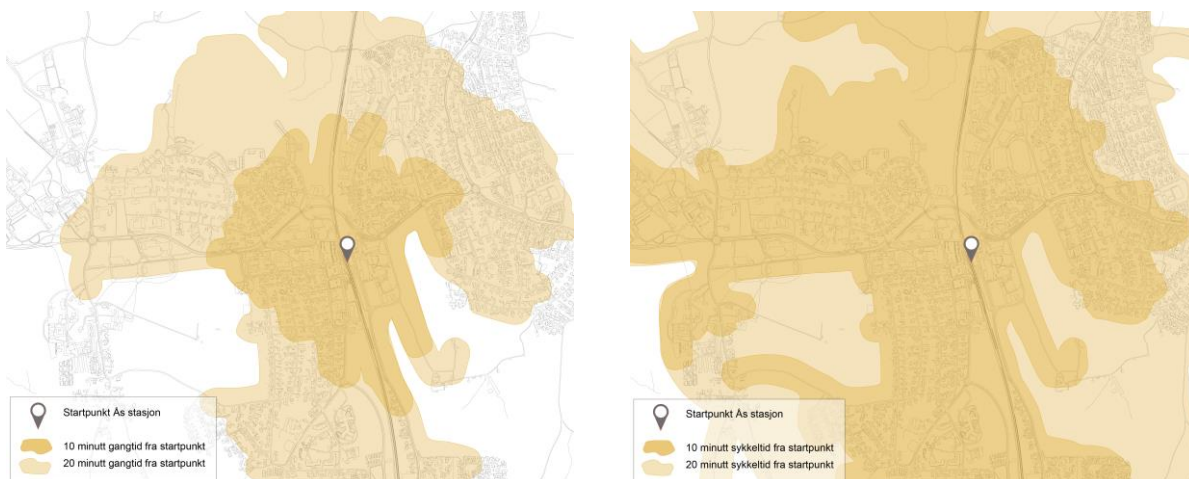 Startpunkt Ås stasjon
10 minutt gangtid fra startpunkt
20 minutt gangtid fra startpunkt
Startpunkt Ås stasjon
10 minutt sykkeltid fra startpunkt
20 minutt sykkeltid fra startpunkt